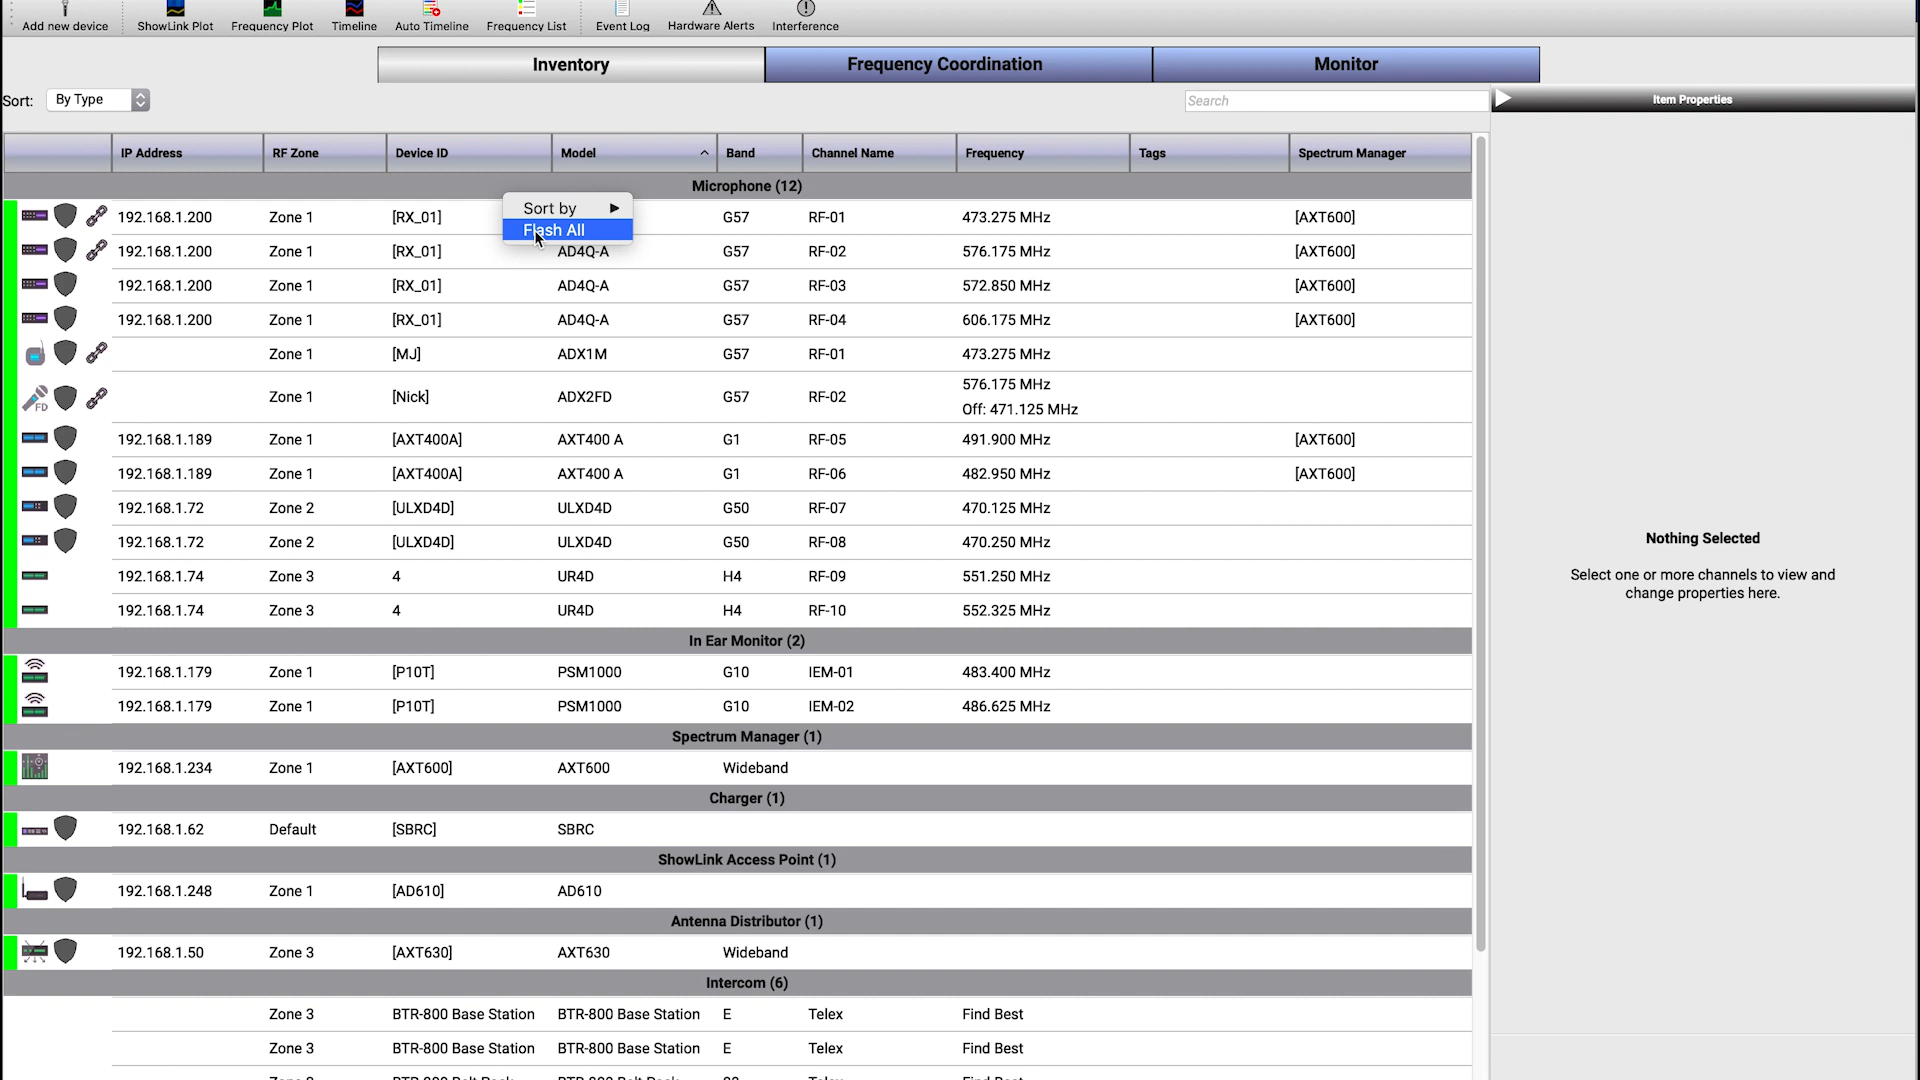 Add new device ShowLink Plot Frequency Plot Timeline Auto Timeline Frequency List Event Log Hardware Alerts Interference
Inventory Frequency Coordination Monitor
Sort: By Type Search Item Properties
IP Address RF Zone Device ID Model Band Channel Name Frequency Tags Spectrum Manager
Microphone (12)
Sort by
Flash All
192.168.1.200 Zone 1 [RX_01] G57 RF-01 473.275 MHz [AXT600]
192.168.1.200 Zone 1 [RX_01] AD4Q-A G57 RF-02 576.175 MHz [AXT600]
192.168.1.200 Zone 1 [RX_01] AD4Q-A G57 RF-03 572.850 MHz [AXT600]
192.168.1.200 Zone 1 [RX_01] AD4Q-A G57 RF-04 606.175 MHz [AXT600]
Zone 1 [MJ] ADX1M G57 RF-01 473.275 MHz
FD Zone 1 [Nick] ADX2FD G57 RF-02 576.175 MHz
Off: 471.125 MHz
192.168.1.189 Zone 1 [AXT400A] AXT400 A G1 RF-05 491.900 MHz [AXT600]
192.168.1.189 Zone 1 [AXT400A] AXT400 A G1 RF-06 482.950 MHz [AXT600]
192.168.1.72 Zone 2 [ULXD4D] ULXD4D G50 RF-07 470.125 MHz
192.168.1.72 Zone 2 [ULXD4D] ULXD4D G50 RF-08 470.250 MHz
192.168.1.74 Zone 3 4 UR4D H4 RF-09 551.250 MHz
192.168.1.74 Zone 3 4 UR4D H4 RF-10 552.325 MHz
In Ear Monitor (2)
192.168.1.179 Zone 1 [P10T] PSM1000 G10 IEM-01 483.400 MHz
192.168.1.179 Zone 1 [P10T] PSM1000 G10 IEM-02 486.625 MHz
Spectrum Manager (1)
192.168.1.234 Zone 1 [AXT600] AXT600 Wideband
Charger (1)
192.168.1.62 Default [SBRC] SBRC
ShowLink Access Point (1)
192.168.1.248 Zone 1 [AD610] AD610
Antenna Distributor (1)
192.168.1.50 Zone 3 [AXT630] AXT630 Wideband
Intercom (6)
Zone 3 BTR-800 Base Station BTR-800 Base Station E Telex Find Best
Zone 3 BTR-800 Base Station BTR-800 Base Station E Telex Find Best
Nothing Selected
Select one or more channels to view and
change properties here.